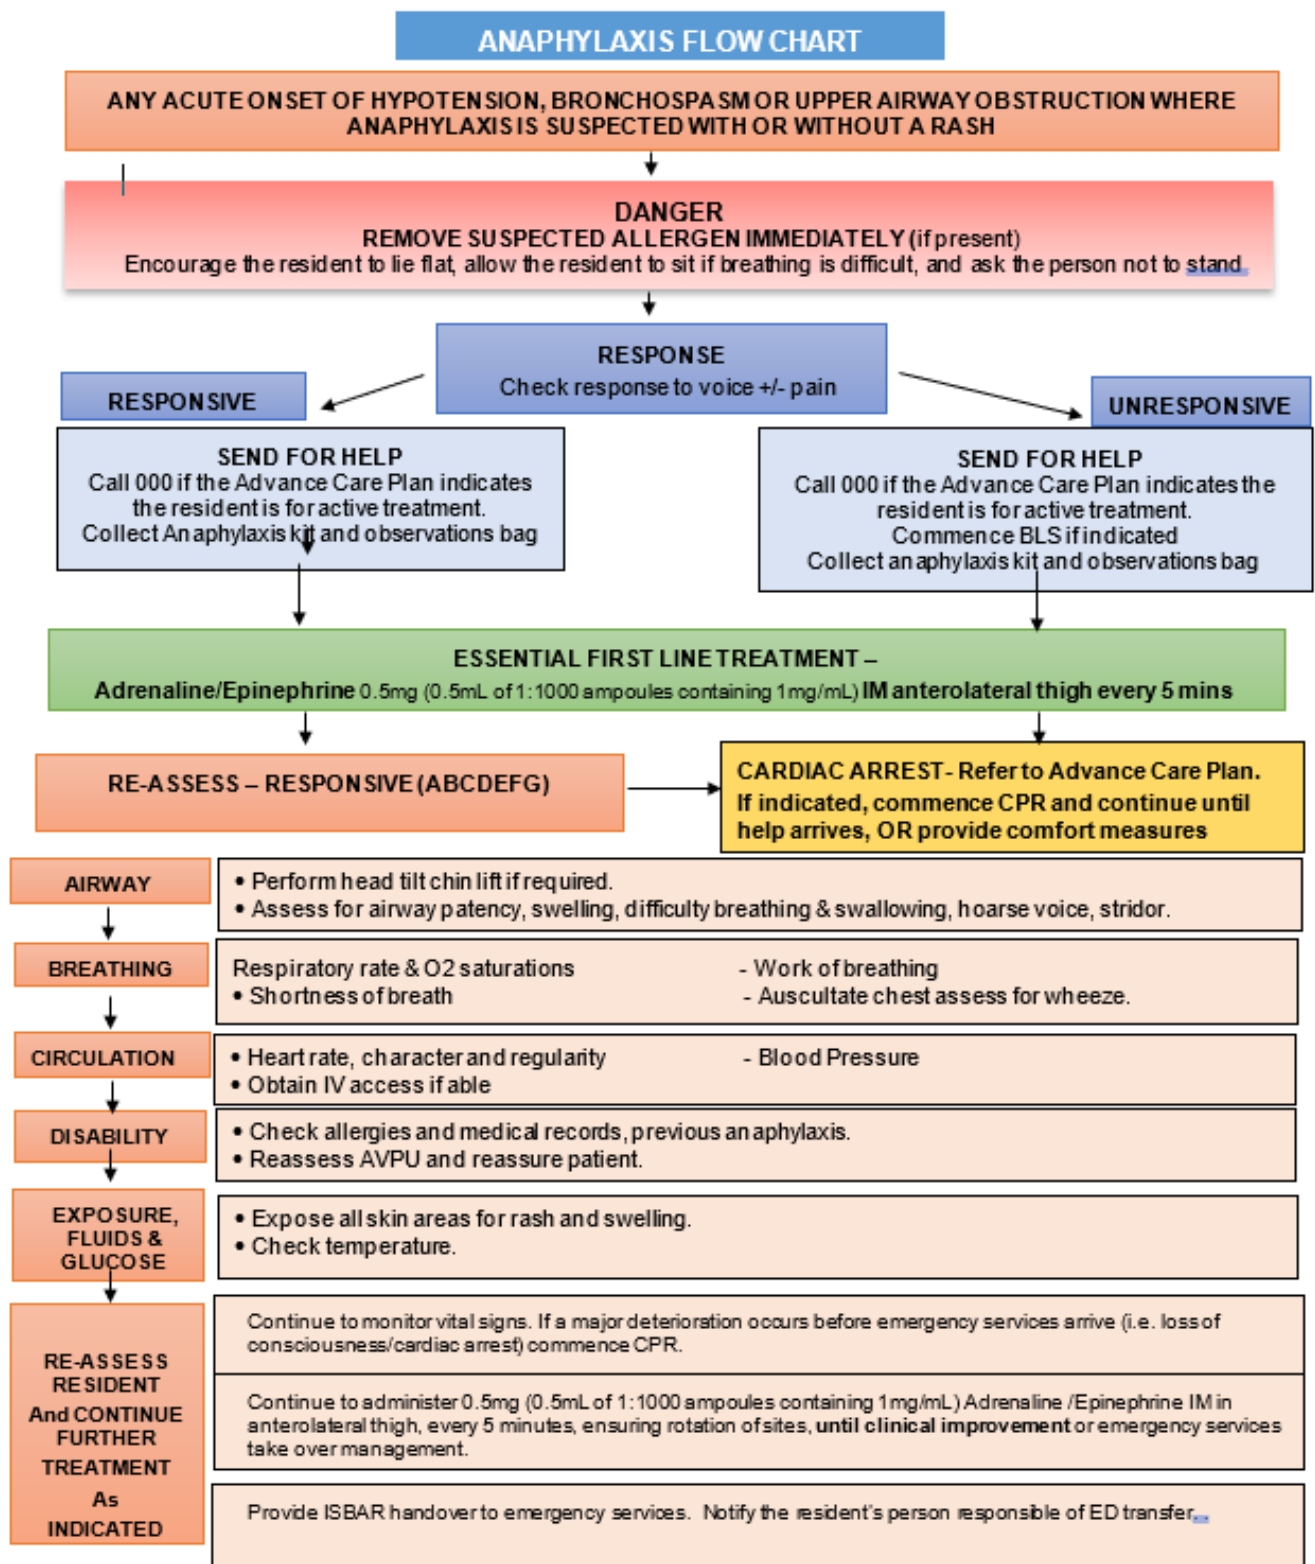 ANAPHYLAXIS FLOW CHART
ANY ACUTE ONSET OF HYPOTENSION, BRONCHOSPASM OR UPPER AIRWAY OBSTRUCTION WHERE
ANAPHYLAXIS IS SUSPECTED WITH OR WITHOUT A RASH
DANGER
REMOVE SUSPECTED ALLERGEN IMMEDIATELY (if present)
Encourage the resident to lie flat, allow the resident to sit if breathing is difficult, and ask the person not to stand.
RESPONSE
Check response to voice +/- pain
RESPONSIVE
SEND FOR HELP
Call 000 if the Advance Care Plan indicates
the resident is for active treatment.
Collect Anaphylaxis kit and observations bag
UNRESPONSIVE
SEND FOR HELP
Call 000 if the Advance Care Plan indicates the
resident is for active treatment.
Commence BLS if indicated
Collect anaphylaxis kit and observations bag
ESSENTIAL FIRST LINE TREATMENT –
Adrenaline/Epinephrine 0.5mg (0.5mL of 1:1000 ampoules containing 1mg/mL) IM anterolateral thigh every 5 mins
RE-ASSESS – RESPONSIVE (ABCDEFG)
CARDIAC ARREST- Refer to Advance Care Plan.
If indicated, commence CPR and continue until
help arrives, OR provide comfort measures
AIRWAY
• Perform head tilt chin lift if required.
• Assess for airway patency, swelling, difficulty breathing & swallowing, hoarse voice, stridor.
BREATHING
Respiratory rate & O2 saturations - Work of breathing
• Shortness of breath - Auscultate chest assess for wheeze.
CIRCULATION
• Heart rate, character and regularity - Blood Pressure
• Obtain IV access if able
DISABILITY
• Check allergies and medical records, previous anaphylaxis.
• Reassess AVPU and reassure patient.
EXPOSURE,
FLUIDS &
GLUCOSE
• Expose all skin areas for rash and swelling.
• Check temperature.
RE-ASSESS
RESIDENT
And CONTINUE
FURTHER
TREATMENT
As
INDICATED
Continue to monitor vital signs. If a major deterioration occurs before emergency services arrive (i.e. loss of
consciousness/cardiac arrest) commence CPR.
Continue to administer 0.5mg (0.5mL of 1:1000 ampoules containing 1mg/mL) Adrenaline /Epinephrine IM in
anterolateral thigh, every 5 minutes, ensuring rotation of sites, until clinical improvement or emergency services
take over management.
Provide ISBAR handover to emergency services. Notify the resident's person responsible of ED transfer.